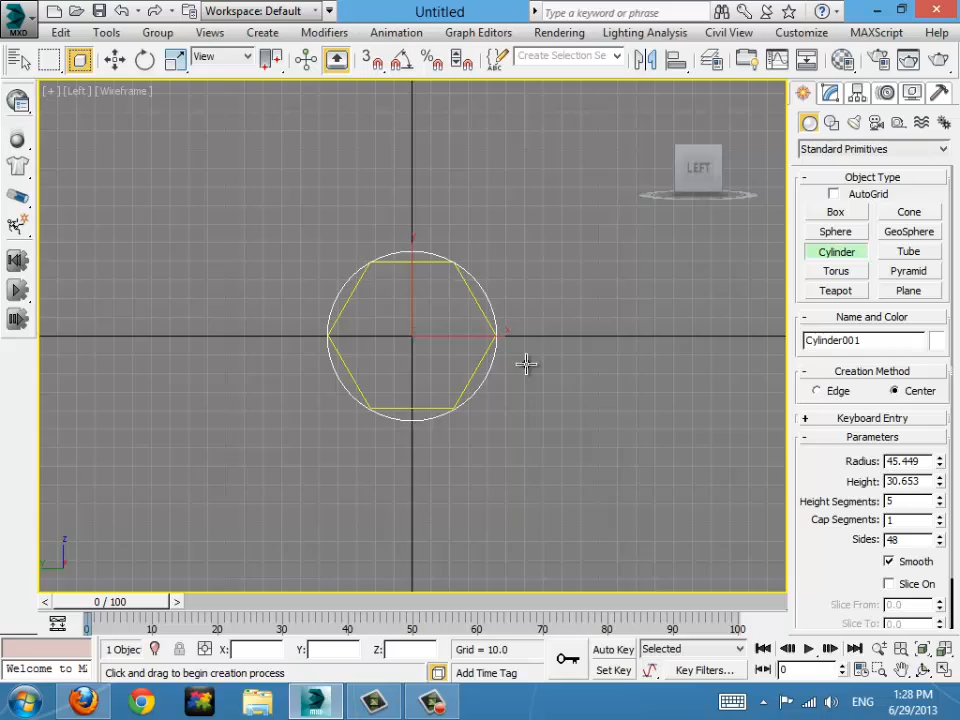 Workspace: Default
Untitled
Type a keyword or phrase
MXD
Edit Tools Group Views Create Modifiers Animation Graph Editors Rendering Lighting Analysis Civil View Customize MAXScript Help
View
3
ABC
Create Selection Se
[+] [Left] [Wireframe]
LEFT
Standard Primitives
- Object Type
AutoGrid
Box Cone
Sphere GeoSphere
Cylinder Tube
Torus Pyramid
Teapot Plane
- Name and Color
Cylinder001
- Creation Method
Edge Center
+ Keyboard Entry
- Parameters
Radius: 45.449
Height: 30.653
Height Segments: 5
Cap Segments: 1
Sides: 48
Smooth
Slice On
Slice From: 0.0
Slice To: 0.0
y
x
z
< 0 / 100 >
0 10 20 30 40 50 60 70 80 90 100
1 Objec X: Y: Z: Grid = 10.0 Auto Key Selected
Welcome to M
Click and drag to begin creation process
Add Time Tag
Set Key Key Filters... 0
ENG
1:28 PM
6/29/2013